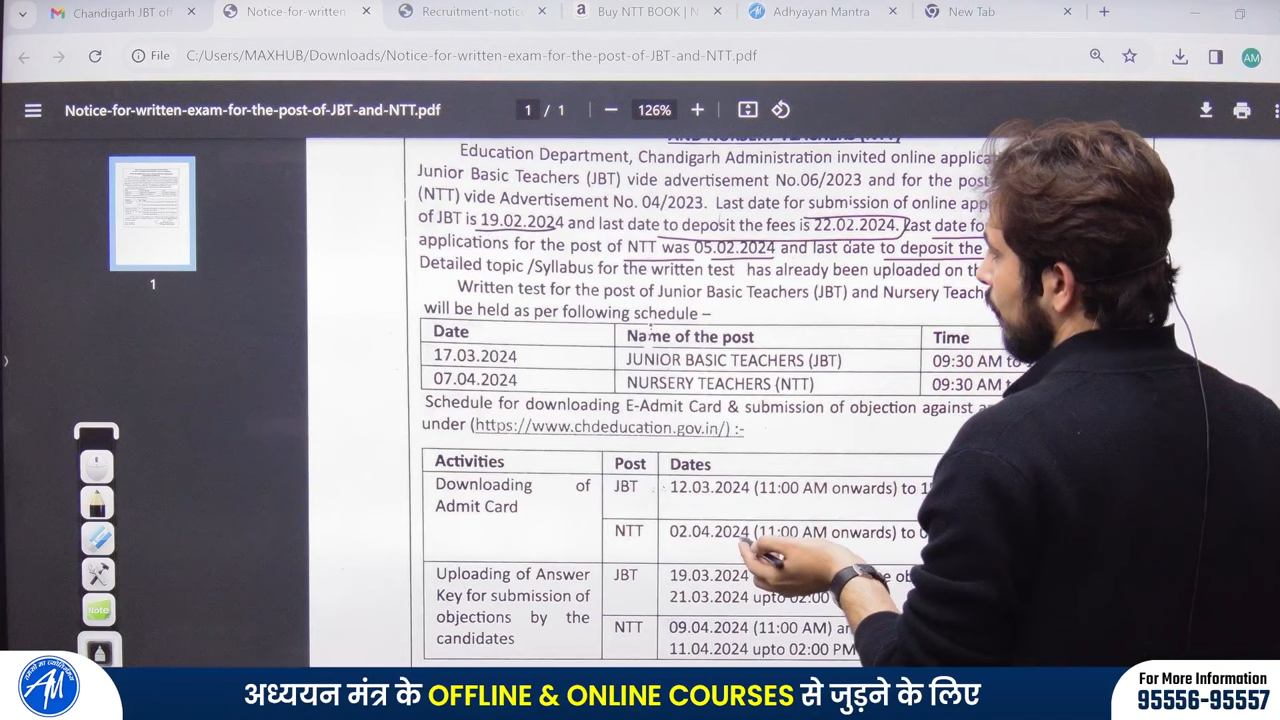 Chandigarh JBT off
Notice-for-written
Recruitment notice
Buy NTT BOOK | N
Adhyayan Mantra
New Tab
File C:/Users/MAXHUB/Downloads/Notice-for-written-exam-for-the-post-of-JBT-and-NTT.pdf
AM
Notice-for-written-exam-for-the-post-of-JBT-and-NTT.pdf 1 / 1 126%
AND NURSERY TEACHERS (NTT)
Education Department, Chandigarh Administration invited online applica
Junior Basic Teachers (JBT) vide advertisement No.06/2023 and for the post
(NTT) vide Advertisement No. 04/2023. Last date for submission of online app
of JBT is 19.02.2024 and last date to deposit the fees is 22.02.2024. Last date fo
applications for the post of NTT was 05.02.2024 and last date to deposit the
Detailed topic /Syllabus for the written test has already been uploaded on th
Written test for the post of Junior Basic Teachers (JBT) and Nursery Teach
will be held as per following schedule –
Date Name of the post Time
17.03.2024 JUNIOR BASIC TEACHERS (JBT) 09:30 AM to
07.04.2024 NURSERY TEACHERS (NTT) 09:30 AM t
Schedule for downloading E-Admit Card & submission of objection against an
under (https://www.chdeducation.gov.in/) :-
Activities Post Dates
Downloading of JBT 12.03.2024 (11:00 AM onwards) to 1
Admit Card
NTT 02.04.2024 (11:00 AM onwards) to 0
Uploading of Answer JBT 19.03.2024
Key for submission of 21.03.2024 upto 02:00
objections by the NTT 09.04.2024 (11:00 AM) an
candidates 11.04.2024 upto 02:00 PM
1
Note
AM
अध्ययन मंत्र के OFFLINE & ONLINE COURSES से जुड़ने के लिए
For More Information
95556-95557